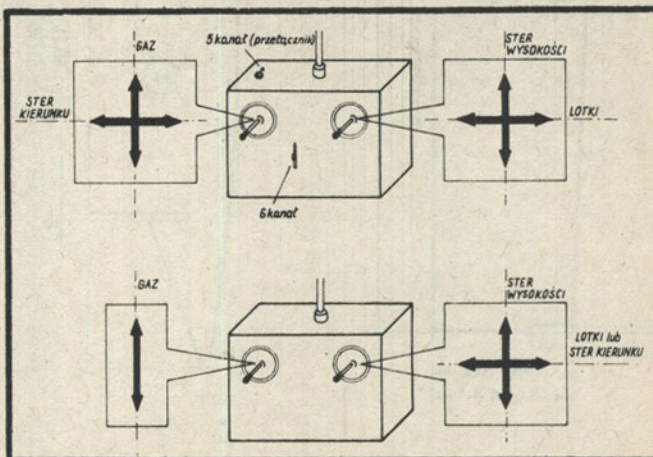 GAZ
5 kanał (przełącznik)
STER
WYSOKOŚCI
STER
KIERUNKU
LOTKI
6 kanał
GAZ
STER
WYSOKOŚCI
LOTKI lub
STER KIERUNKU